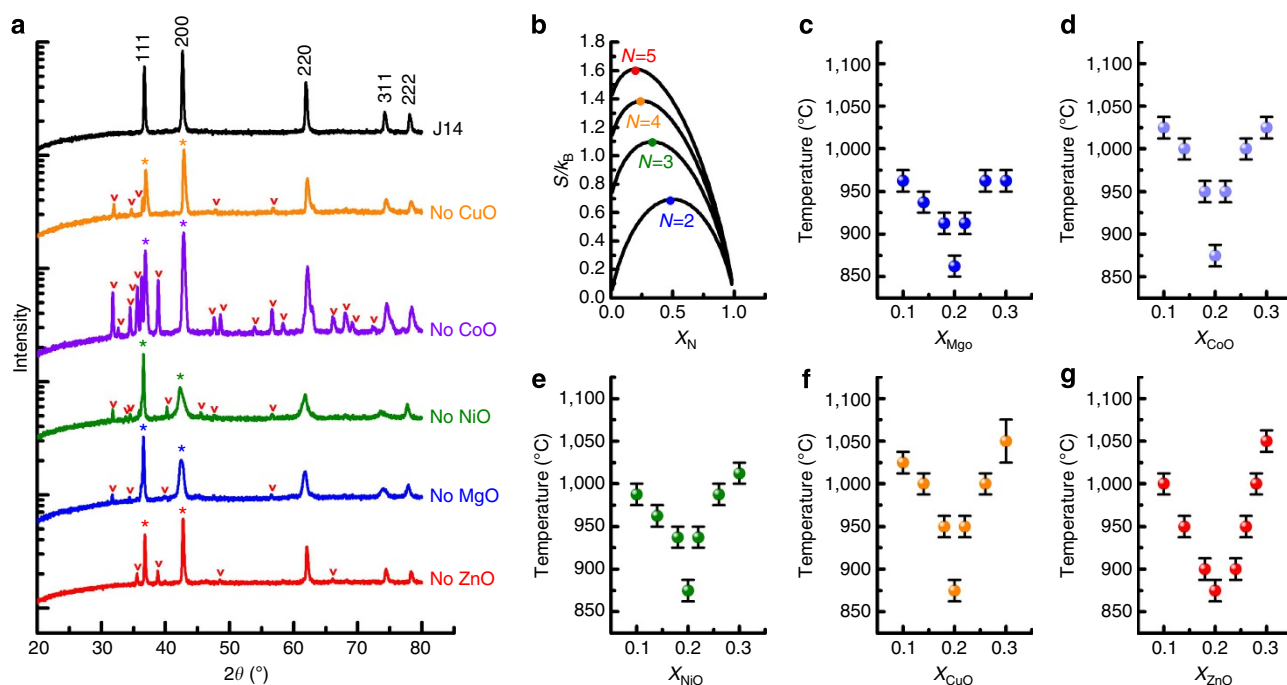 a
111
200
220
311
222
J14
* *
v v v v v
No CuO
* *
v v v v v v v v v v v v v v
No CoO
* *
v v v v v v v
No NiO
* *
v v v v
No MgO
* *
v v v v
No ZnO
Intensity
20 30 40 50 60 70 80
2θ (°)
b
1.8
1.6
1.4
1.2
1.0
0.8
0.6
0.4
0.2
0.0
S/kB
N=5
N=4
N=3
N=2
0.0 0.5 1.0
XN
c
1,100
1,050
1,000
950
900
850
Temperature (°C)
0.1 0.2 0.3
XMgo
d
1,100
1,050
1,000
950
900
850
Temperature (°C)
0.1 0.2 0.3
XCoO
e
1,100
1,050
1,000
950
900
850
Temperature (°C)
0.1 0.2 0.3
XNiO
f
1,100
1,050
1,000
950
900
850
Temperature (°C)
0.1 0.2 0.3
XCuO
g
1,100
1,050
1,000
950
900
850
Temperature (°C)
0.1 0.2 0.3
XZnO